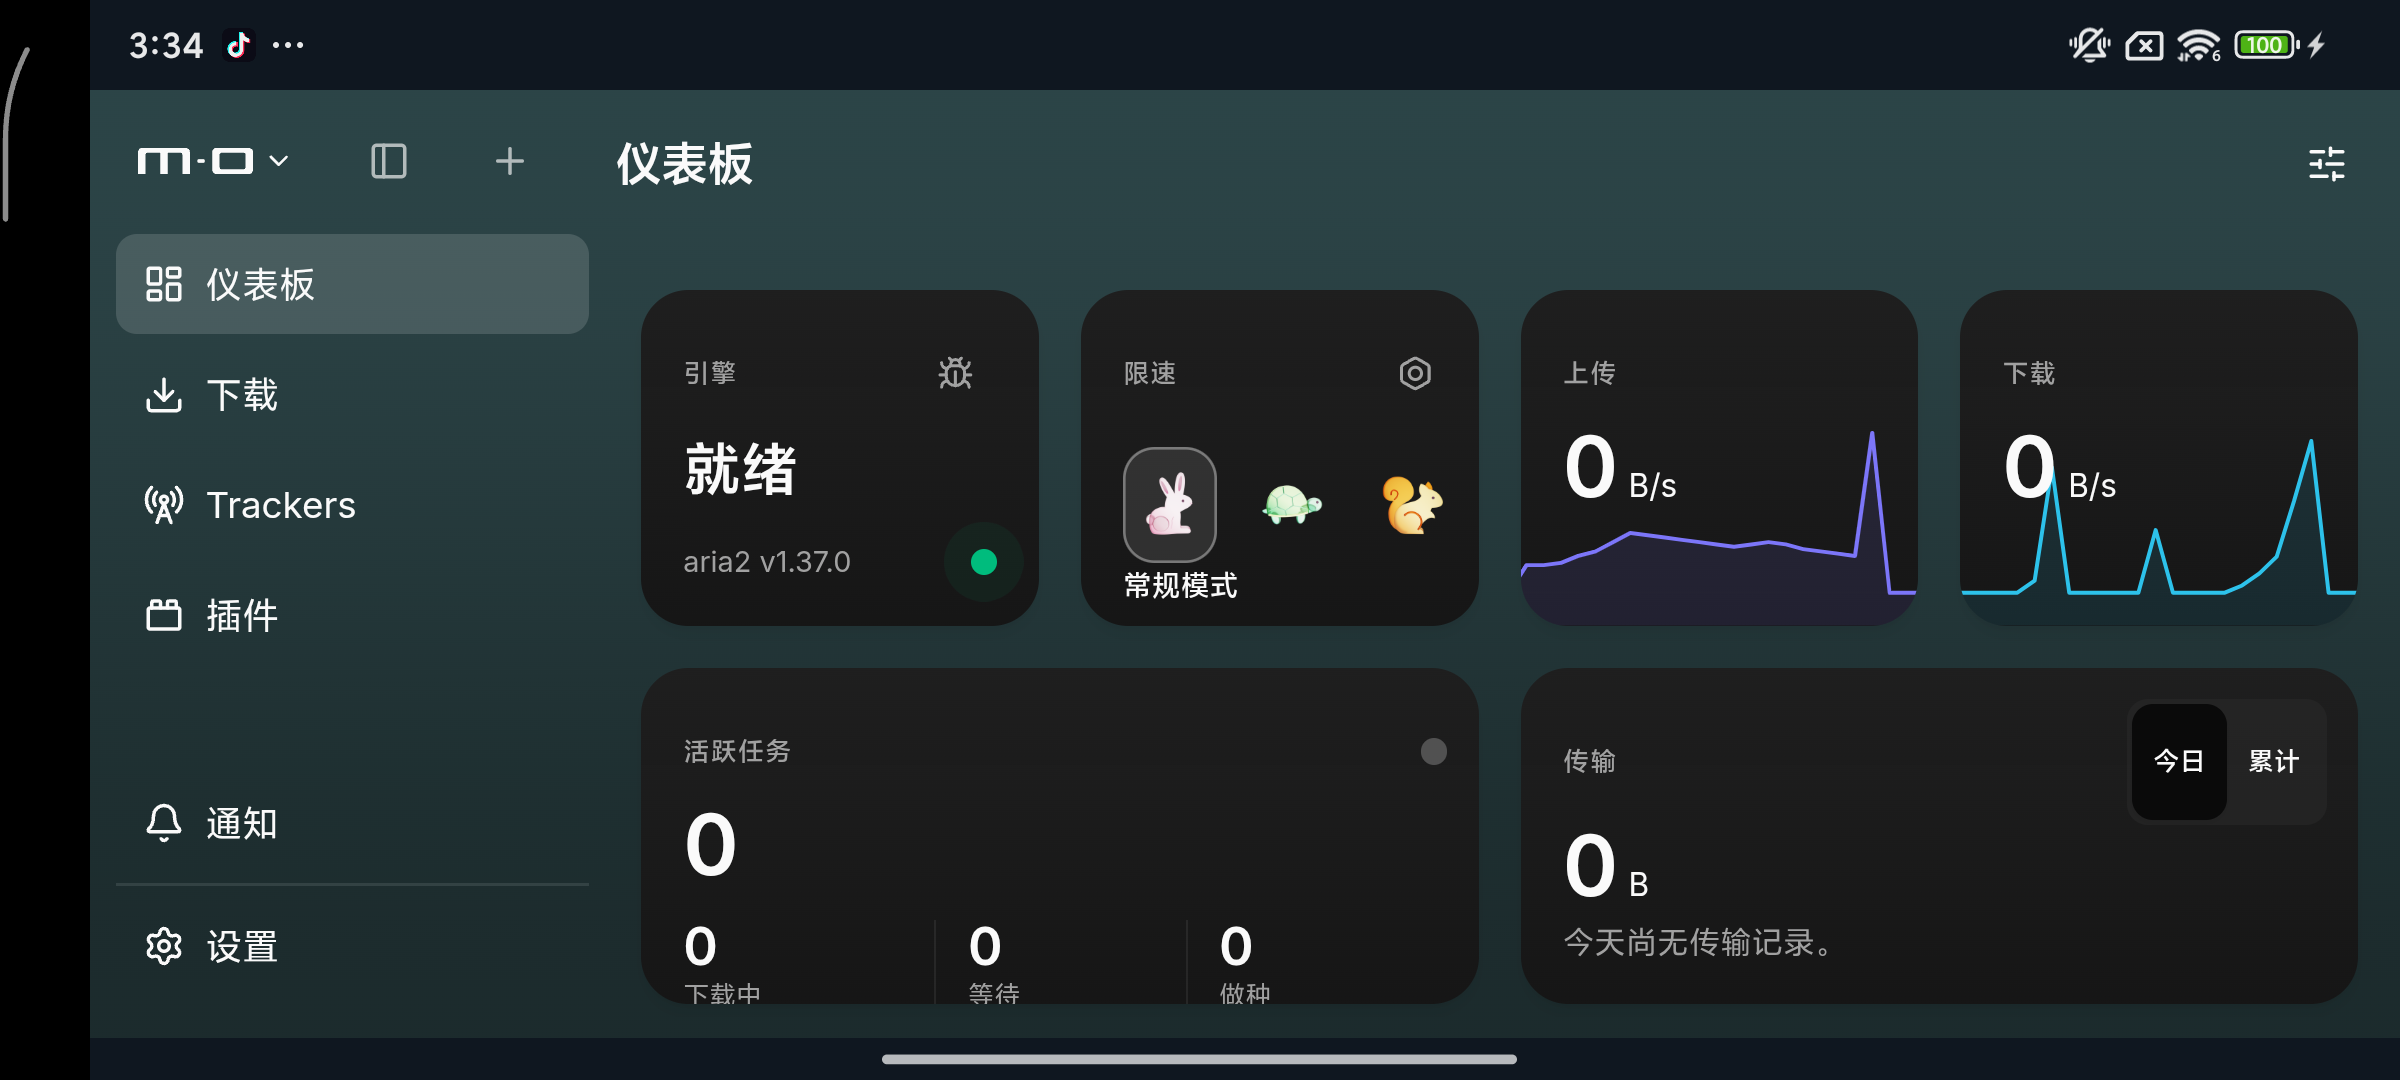 3:34
6
100
m-o
仪表板
仪表板
下载
Trackers
插件
通知
设置
引擎
就绪
aria2 v1.37.0
限速
常规模式
上传
0 B/s
下载
0 B/s
活跃任务
0
0
下载中
0
等待
0
做种
传输
今日
累计
0 B
今天尚无传输记录。